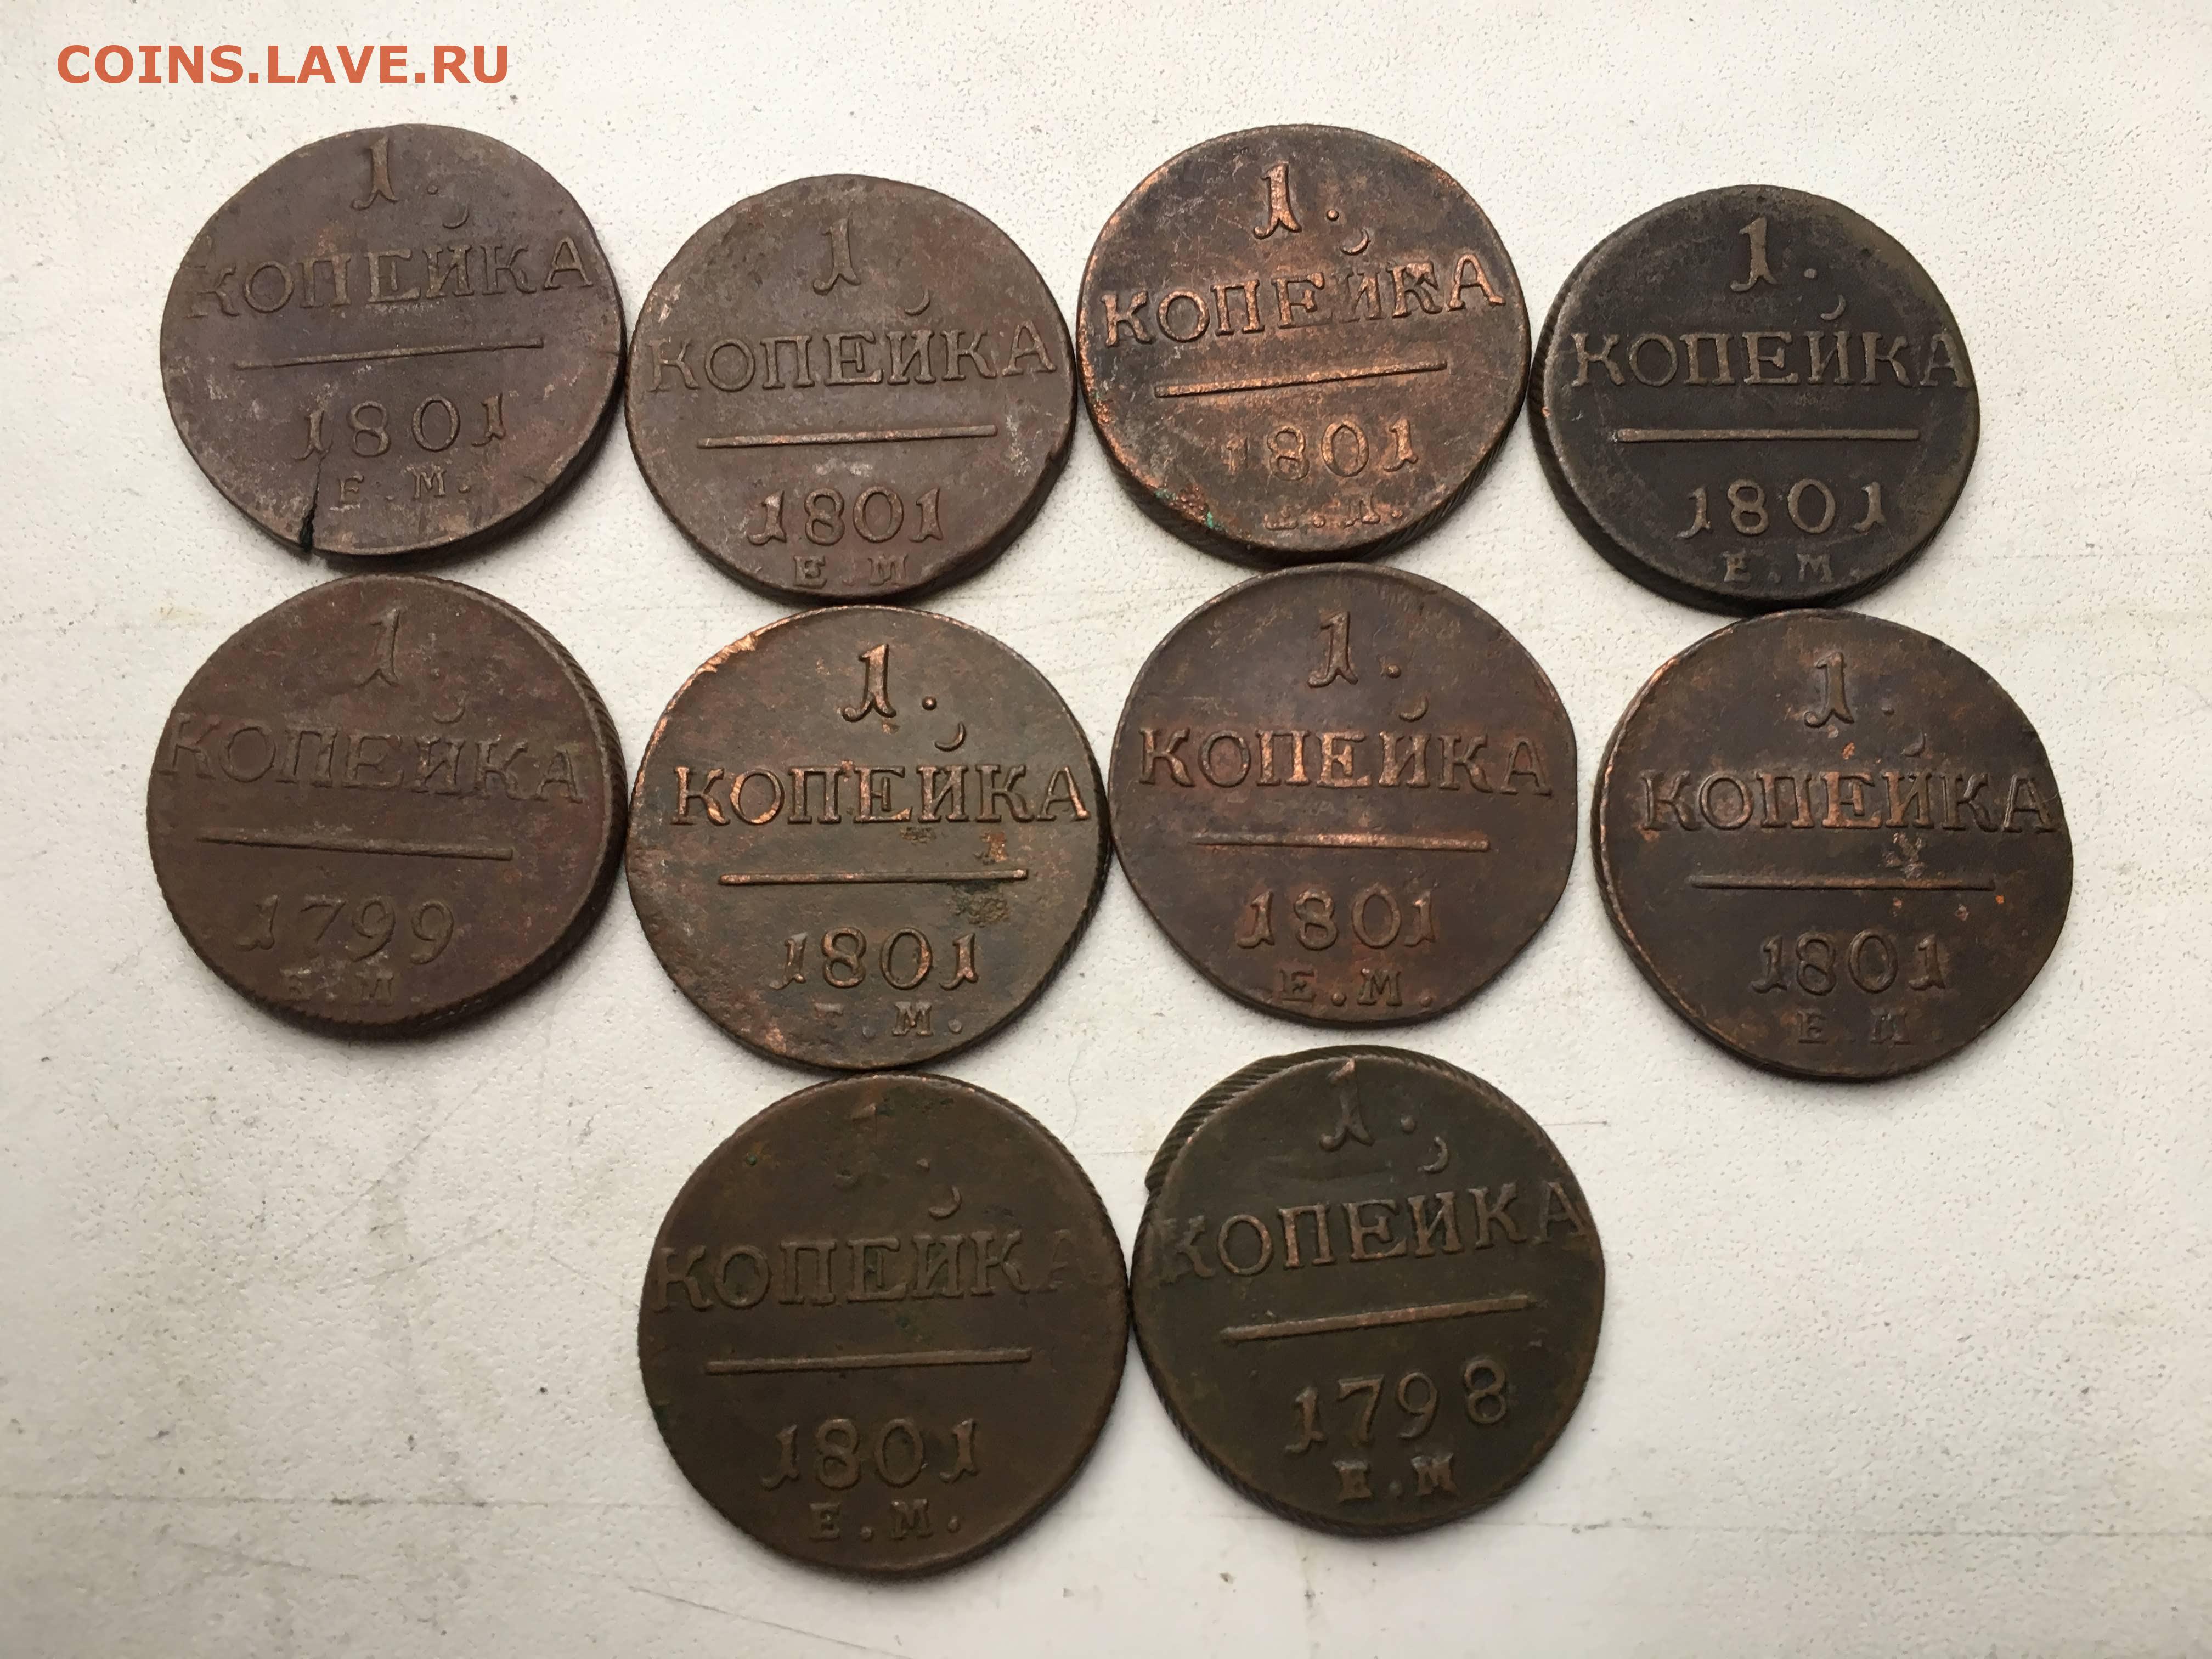 COINS.LAVE.RU
1.
КОПЕЙКА
1801
Е.М.
1
КОПЕЙКА
1801
Е.М
1.
КОПЕЙКА
1801
1.
КОПЕЙКА
1801
Е.М.
1.
КОПЕЙКА
1799
Е.М.
1.
КОПЕЙКА
1801
М.
1.
КОПЕЙКА
1801
Е.М.
1.
КОПЕЙКА
1801
Е М
1.
КОПЕЙКА
1801
Е.М.
1.
КОПЕЙКА
1798
Е.М